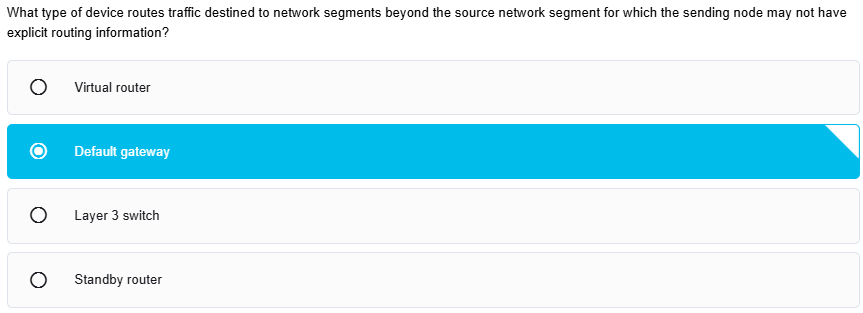 What type of device routes traffic destined to network segments beyond the source network segment for which the sending node may not have
explicit routing information?
Virtual router
Default gateway
Layer 3 switch
Standby router